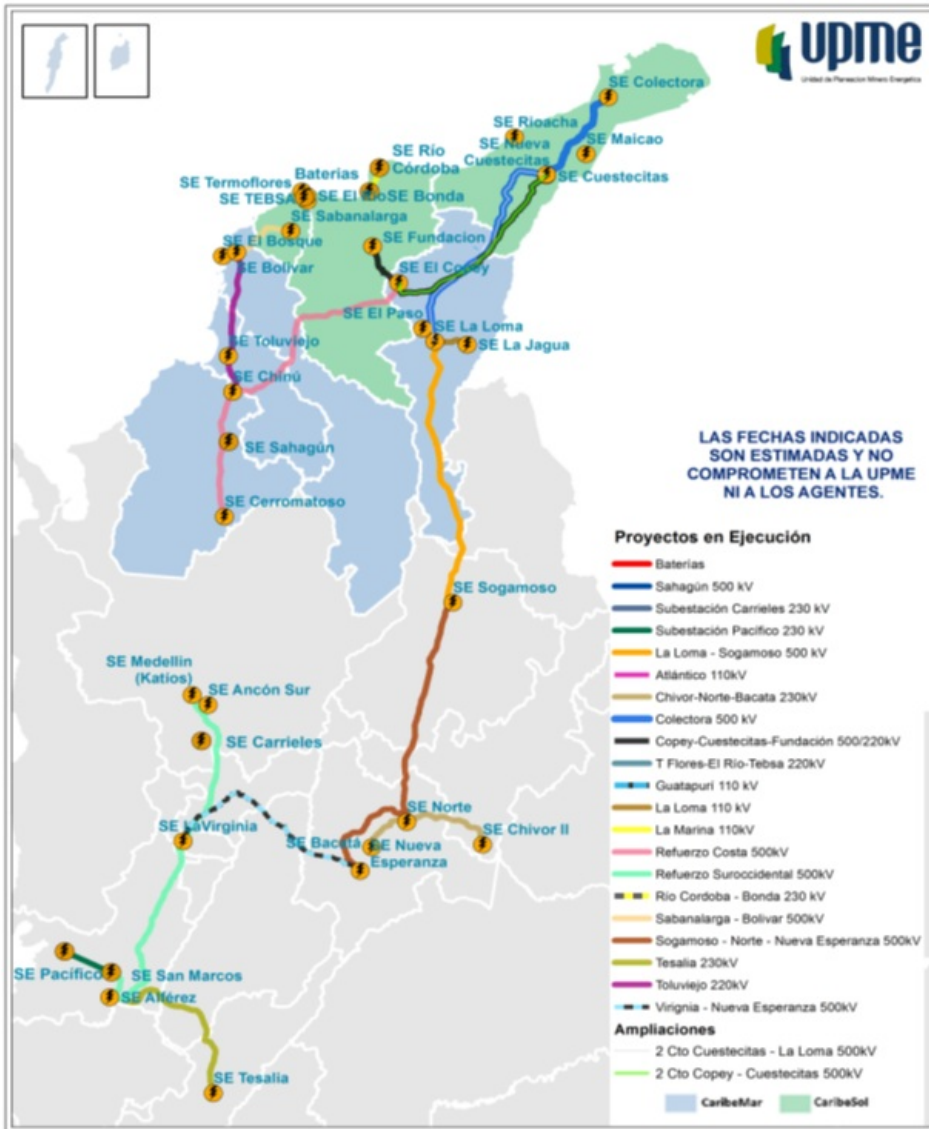 upme
Unidad de Planeacion Minero Energetica
SE Colectora
SE Rioacha
SE Maicao
SE Nueva
Cuestecitas
SE Cuestecitas
SE Río
Córdoba
Baterias
SE Termoflores
SE TEBSA
SE El Río
SE Bonda
SE Sabanalarga
SE El Bosque
SE Bolivar
SE Fundacion
SE El Copey
SE El Paso
SE La Loma
SE La Jagua
SE Toluviejo
SE Chinú
SE Sahagún
SE Cerromatoso
LAS FECHAS INDICADAS
SON ESTIMADAS Y NO
COMPROMETEN A LA UPME
NI A LOS AGENTES.
SE Sogamoso
SE Medellin
(Katios)
SE Ancón Sur
SE Carrieles
SE LaVirginia
SE Norte
SE Bacatá
SE Nueva
Esperanza
SE Chivor II
SE Pacífico
SE San Marcos
SE Alférez
SE Tesalia
Proyectos en Ejecución
Baterías
Sahagún 500 kV
Subestación Carrieles 230 kV
Subestación Pacífico 230 kV
La Loma - Sogamoso 500 kV
Atlántico 110kV
Chivor-Norte-Bacata 230kV
Colectora 500 kV
Copey-Cuestecitas-Fundación 500/220kV
T Flores-El Río-Tebsa 220kV
Guatapurí 110 kV
La Loma 110 kV
La Marina 110kV
Refuerzo Costa 500kV
Refuerzo Suroccidental 500kV
Río Cordoba - Bonda 230 kV
Sabanalarga - Bolivar 500kV
Sogamoso - Norte - Nueva Esperanza 500kV
Tesalia 230kV
Toluviejo 220kV
Virignia - Nueva Esperanza 500kV
Ampliaciones
2 Cto Cuestecitas - La Loma 500kV
2 Cto Copey - Cuestecitas 500kV
CaribeMar
CaribeSol